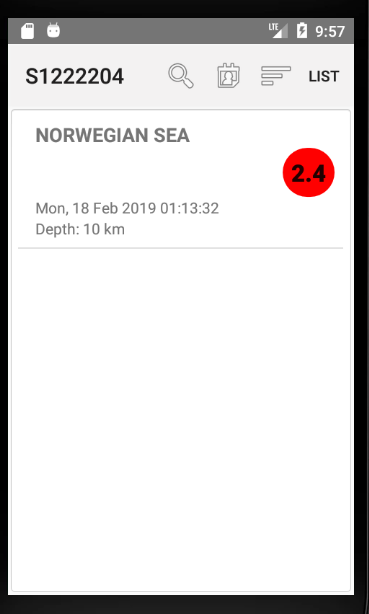 LTE 9:57
S1222204 LIST
NORWEGIAN SEA
2.4
Mon, 18 Feb 2019 01:13:32
Depth: 10 km